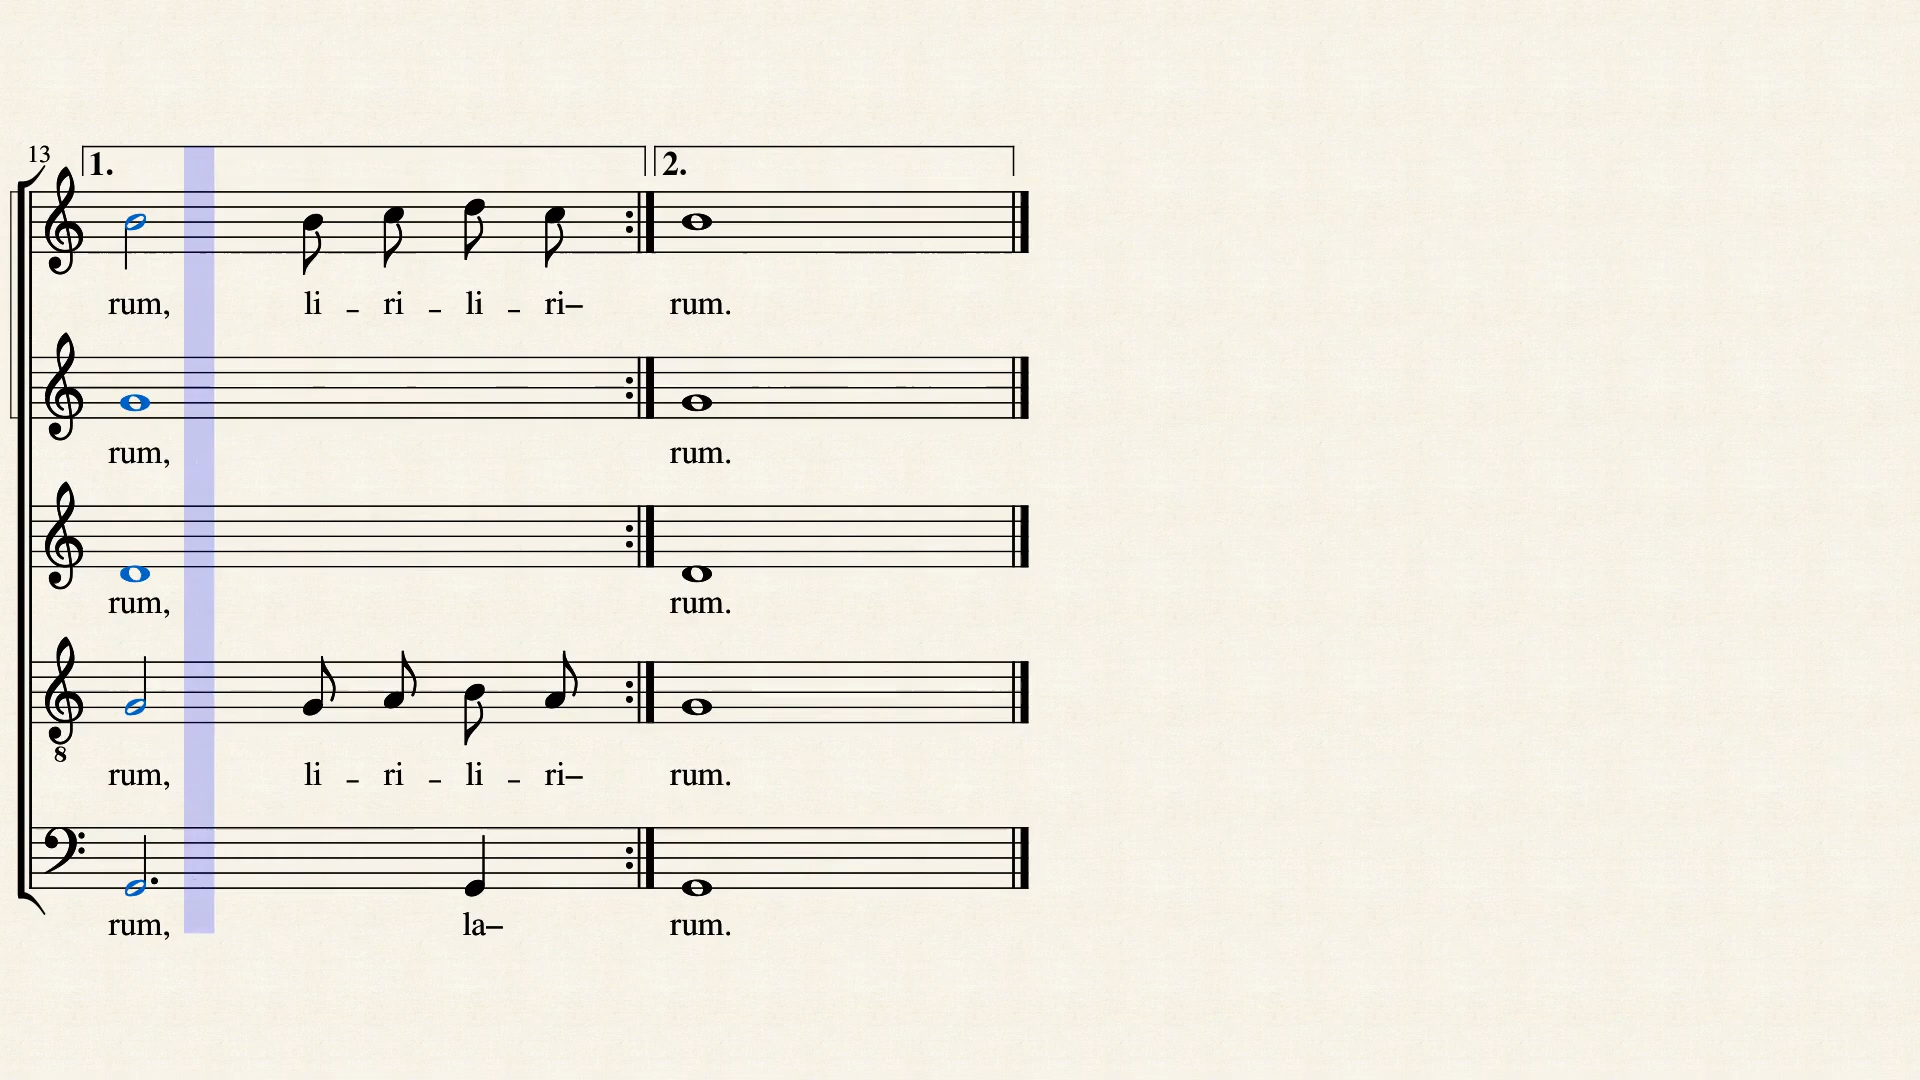 13
1. 2.
rum, li - ri - li - ri– rum.
rum, rum.
rum, rum.
8
rum, li - ri - li - ri– rum.
rum, la– rum.